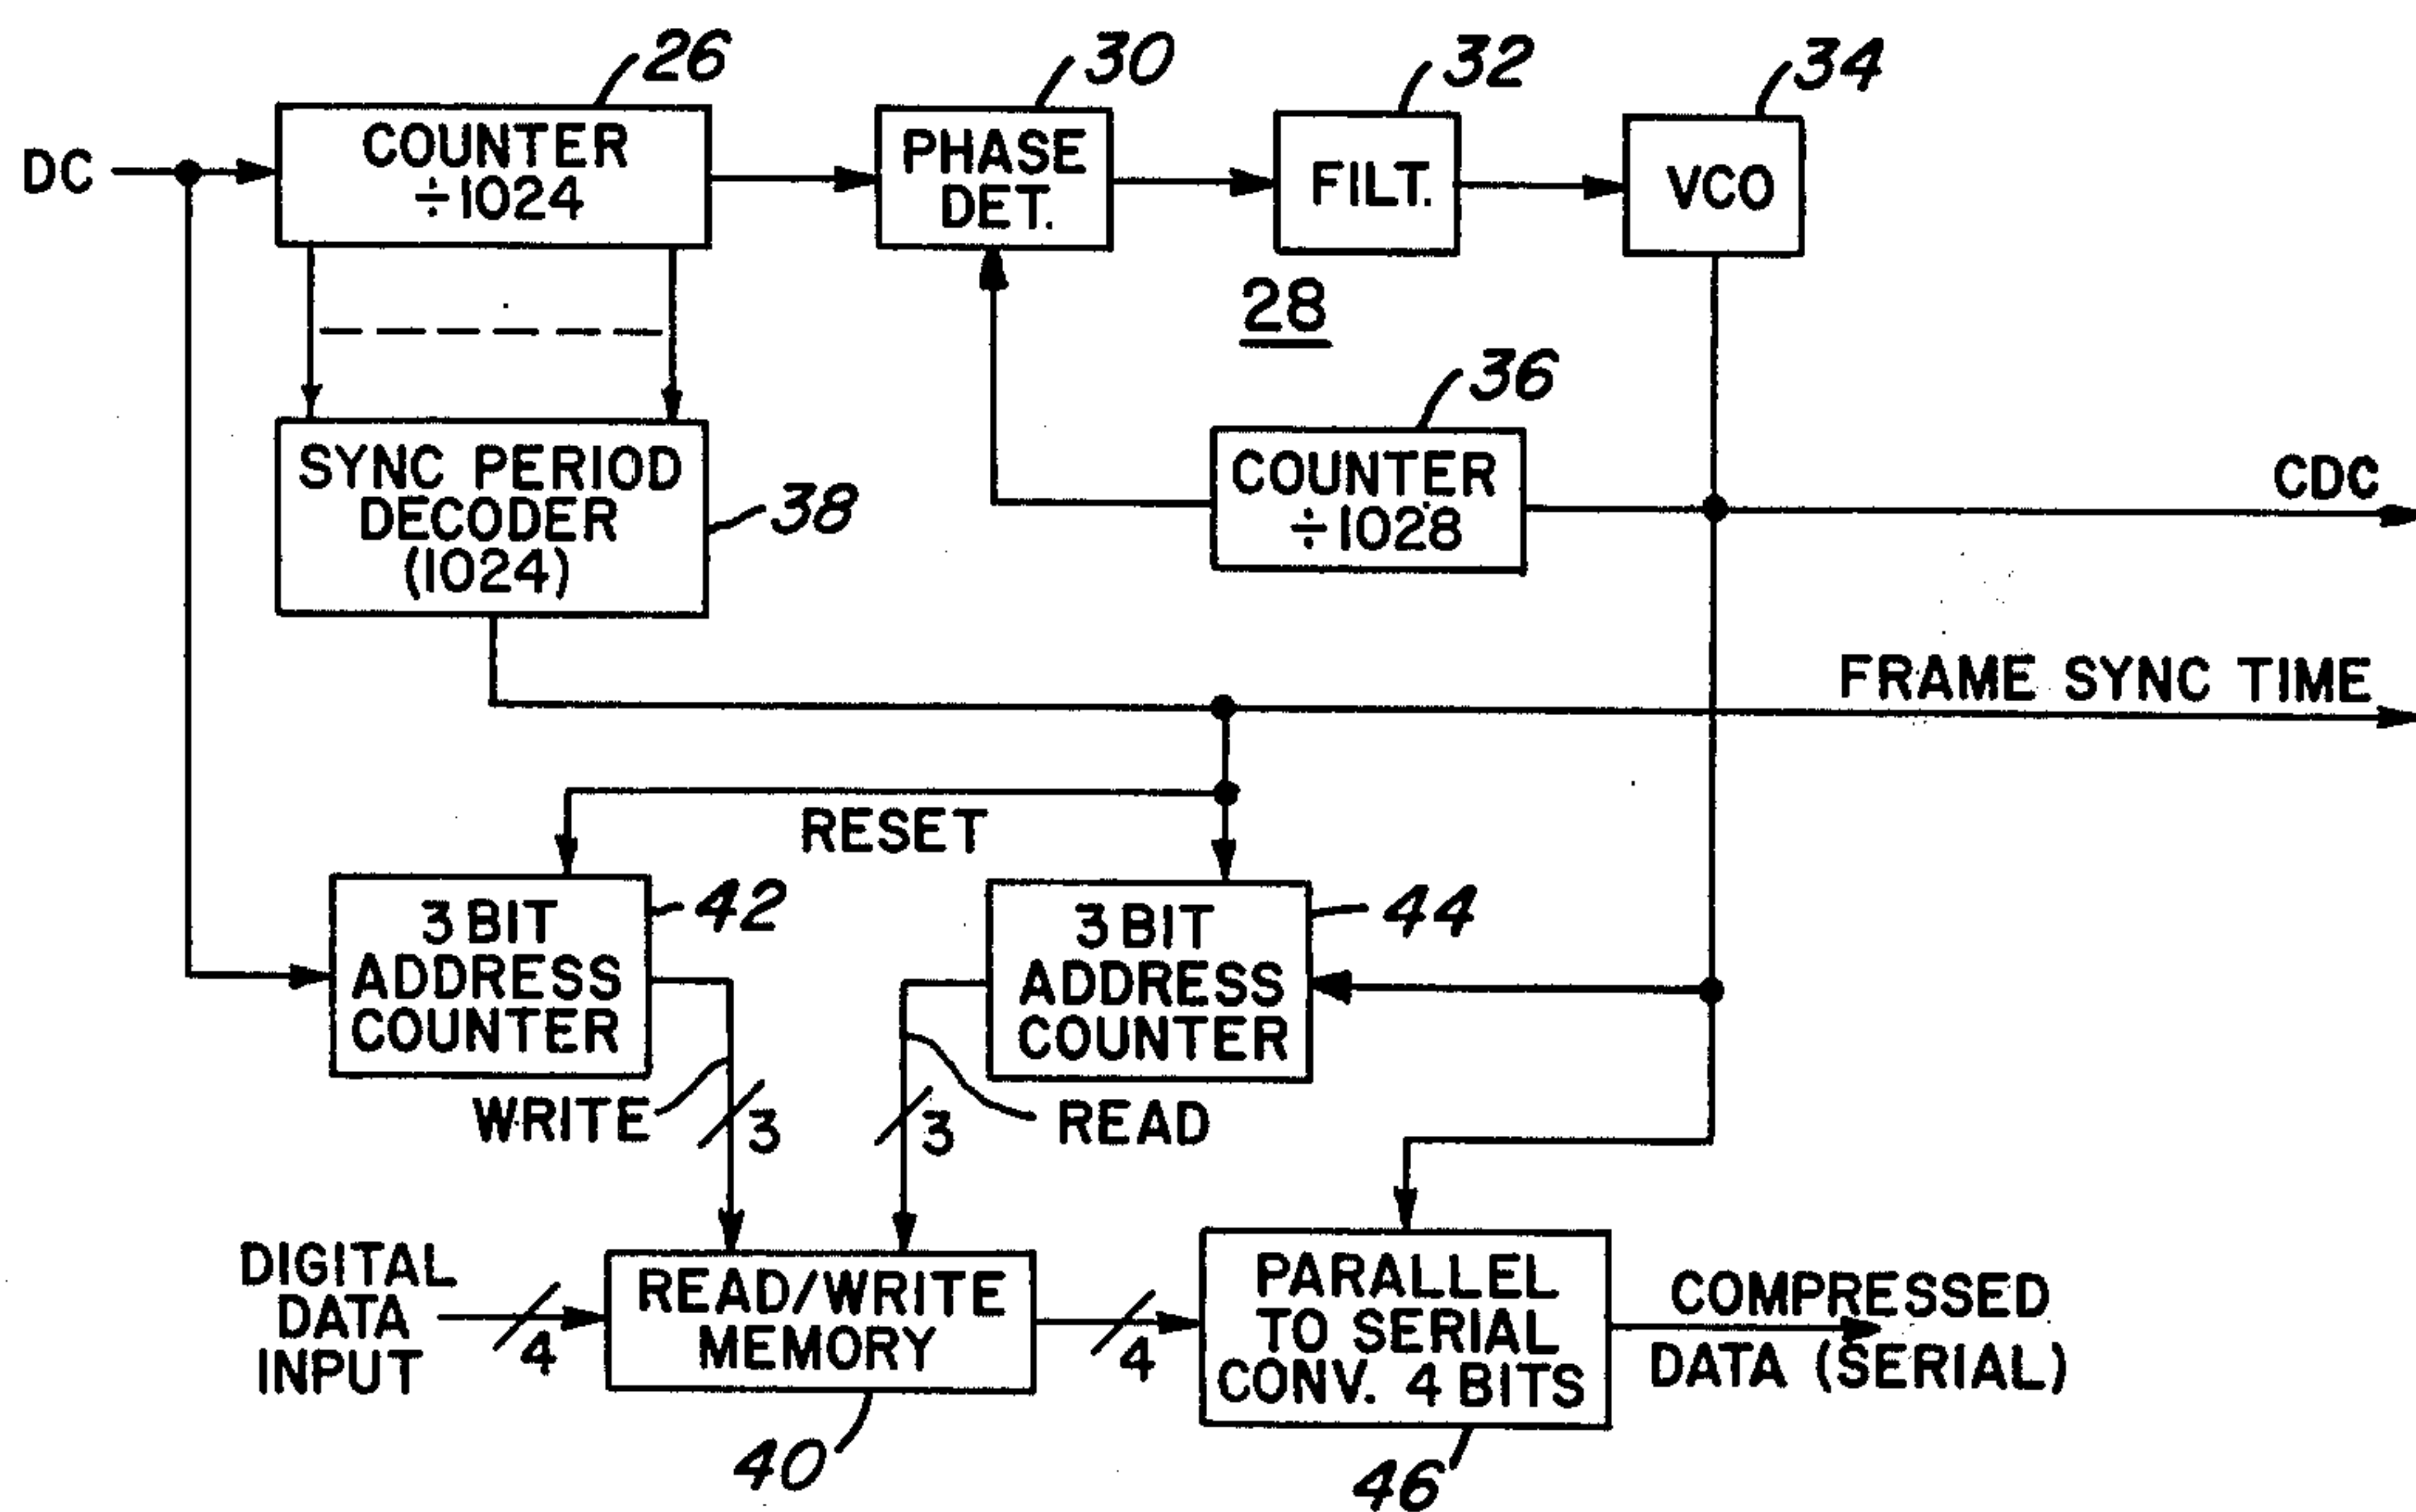 26
30
32
34
DC
COUNTER
÷1024
PHASE
DET.
FILT.
VCO
28
36
SYNC PERIOD
DECODER
(1024)
38
COUNTER
÷1028
CDC
FRAME SYNC TIME
RESET
3 BIT
ADDRESS
COUNTER
42
3 BIT
ADDRESS
COUNTER
44
WRITE
3
3
READ
DIGITAL
DATA
INPUT
4
READ/WRITE
MEMORY
4
PARALLEL
TO SERIAL
CONV. 4 BITS
COMPRESSED
DATA (SERIAL)
40
46